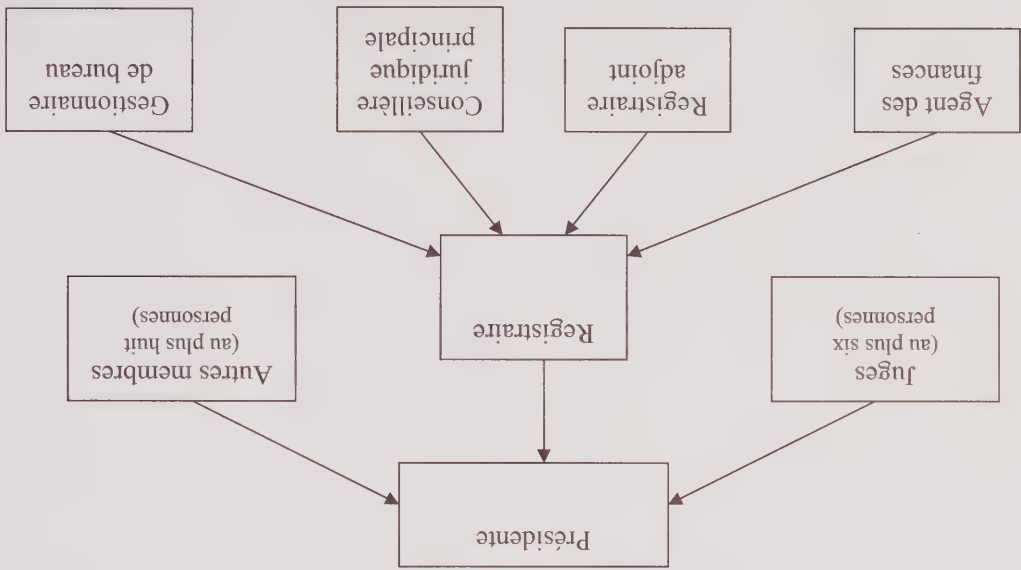 Présidente
Juges
(au plus six
personnes)
Autres membres
(au plus huit
personnes)
Registraire
Agent des
finances
Registraire
adjoint
Conseillère
juridique
principale
Gestionnaire
de bureau